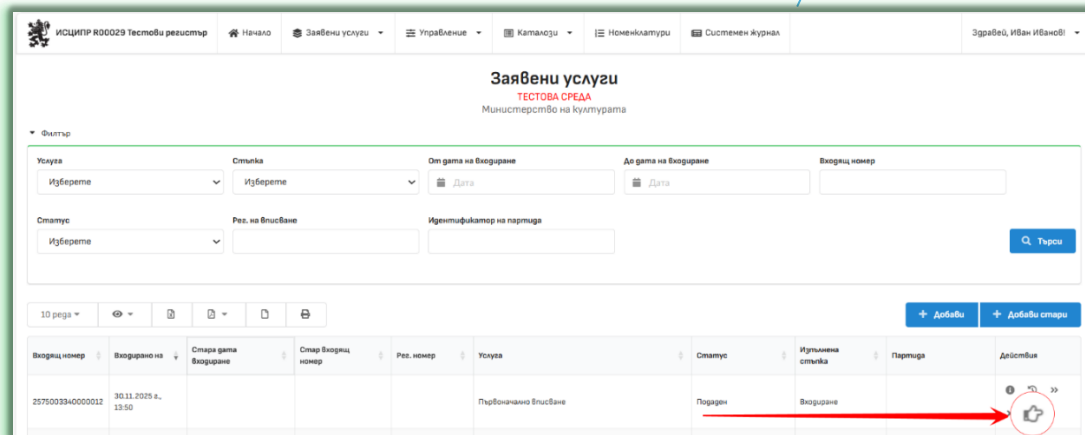 ИСЦИПР R00029 Тестови регистър Начало Заявени услуги Управление Каталози Номенклатури Системен журнал Здравей, Иван Иванов!
Заявени услуги
ТЕСТОВА СРЕДА
Министерство на културата
Филтър
Услуга Стъпка От дата на входиране До дата на входиране Входящ номер
Изберете Изберете Дата Дата
Статус Рег. на вписване Идентификатор на партида
Изберете Търси
10 реда + Добави + Добави стари
Входящ номер Входирано на Стара дата входиране Стар входящ номер Рег. номер Услуга Статус Изпълнена стъпка Партида Действия
2575003340000012 30.11.2025 г., 13:50 Първоначално вписване Подаден Входиране